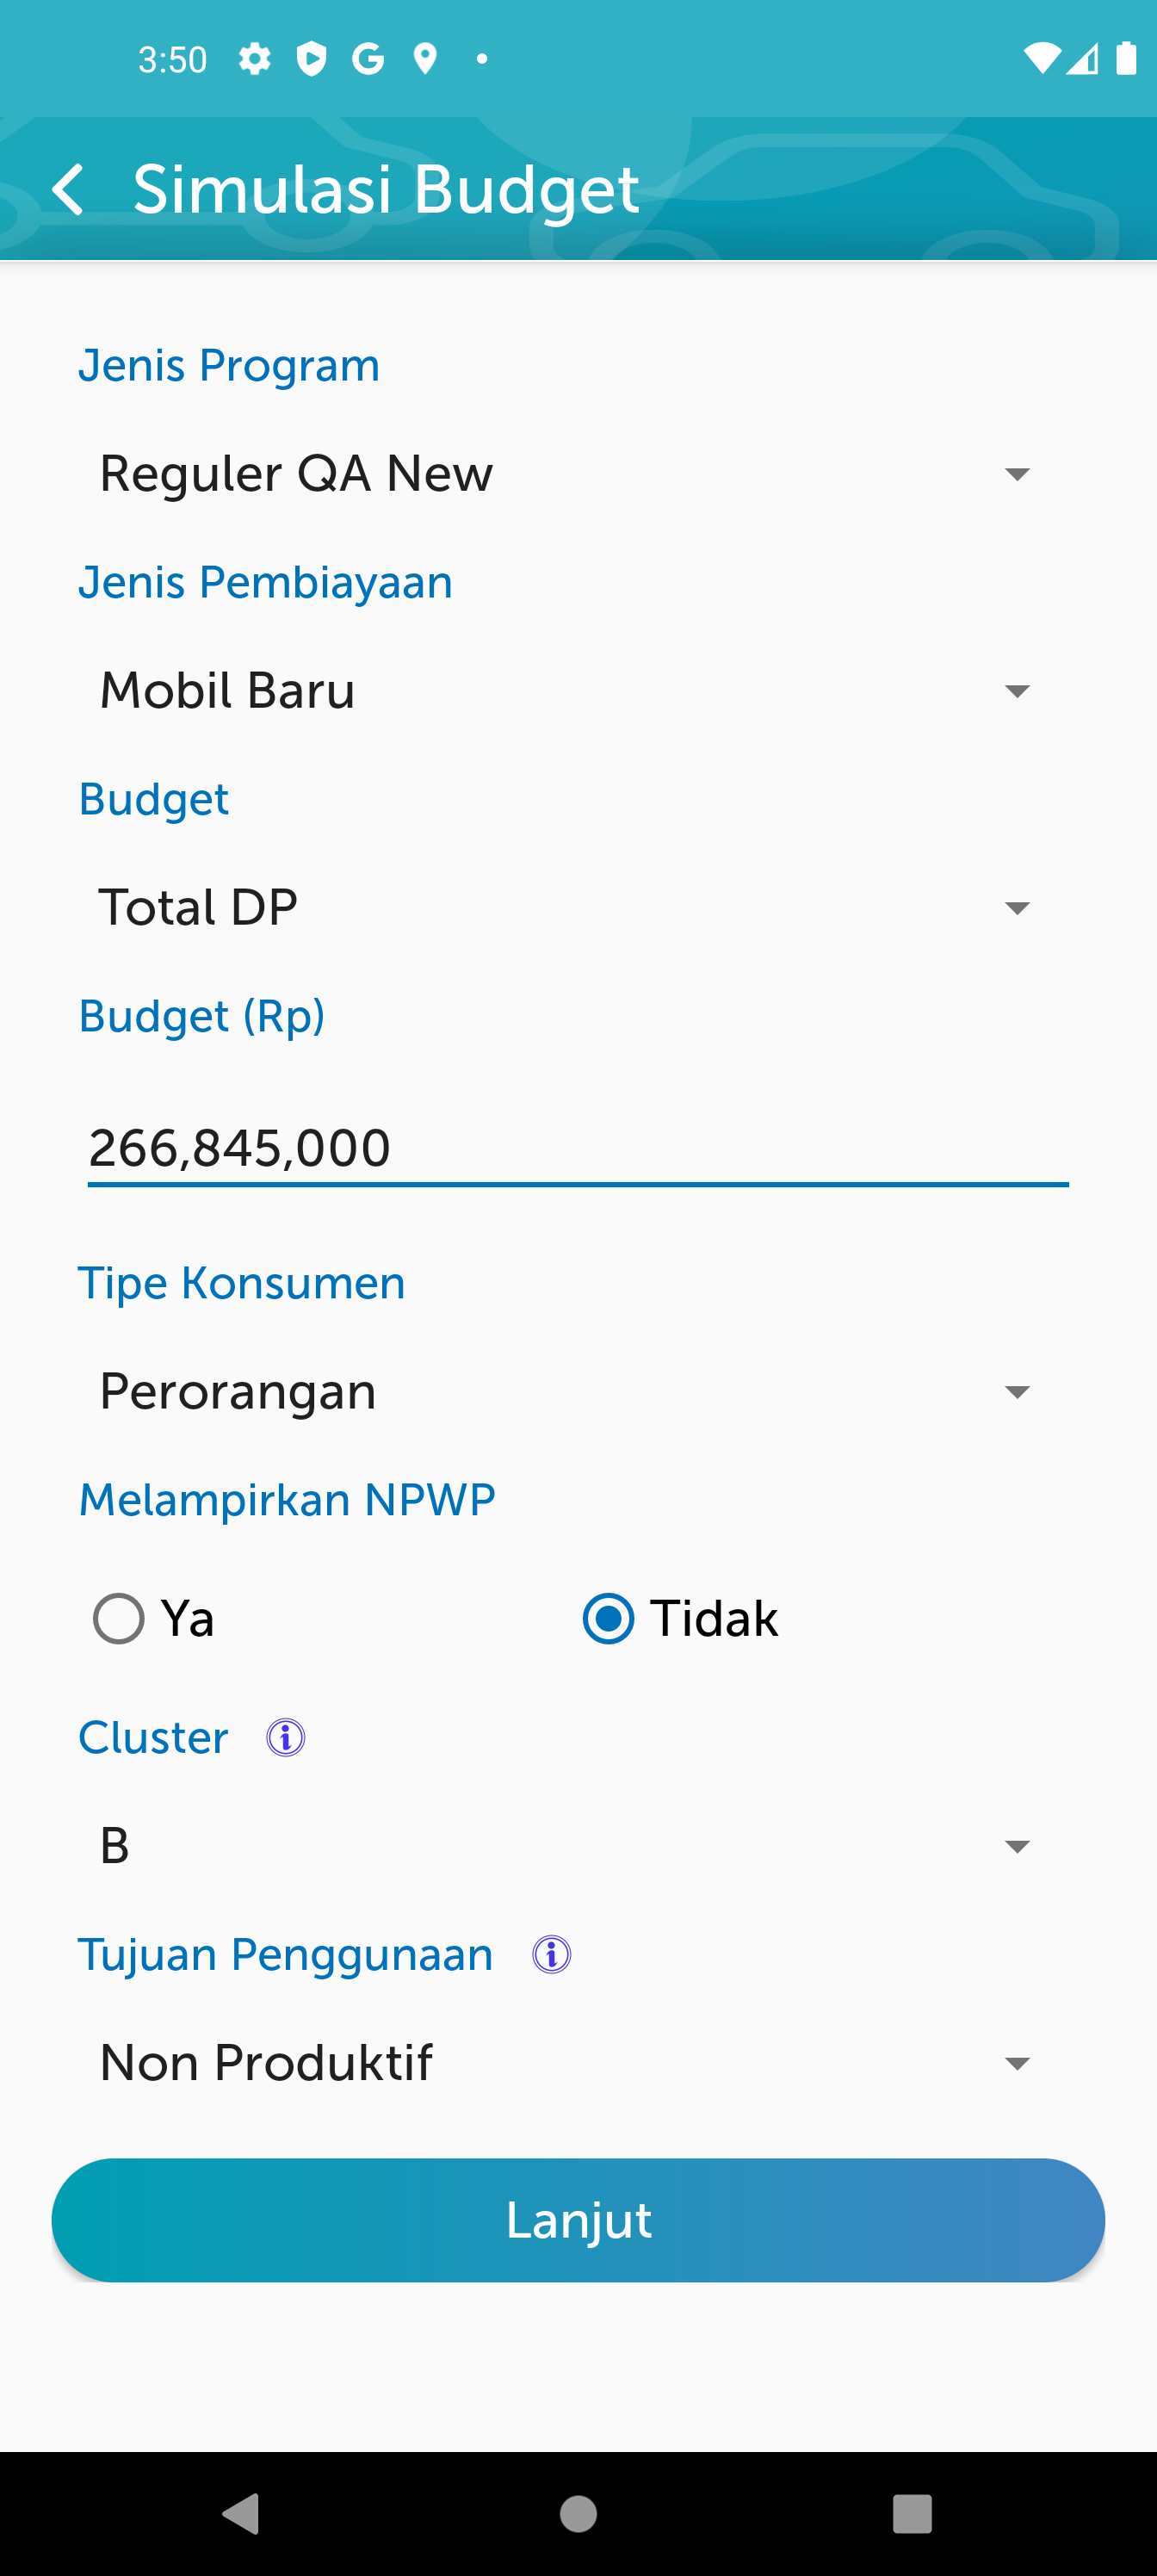 3:50
Simulasi Budget
Jenis Program
Reguler QA New
Jenis Pembiayaan
Mobil Baru
Budget
Total DP
Budget (Rp)
266,845,000
Tipe Konsumen
Perorangan
Melampirkan NPWP
Ya Tidak
Cluster
B
Tujuan Penggunaan
Non Produktif
Lanjut